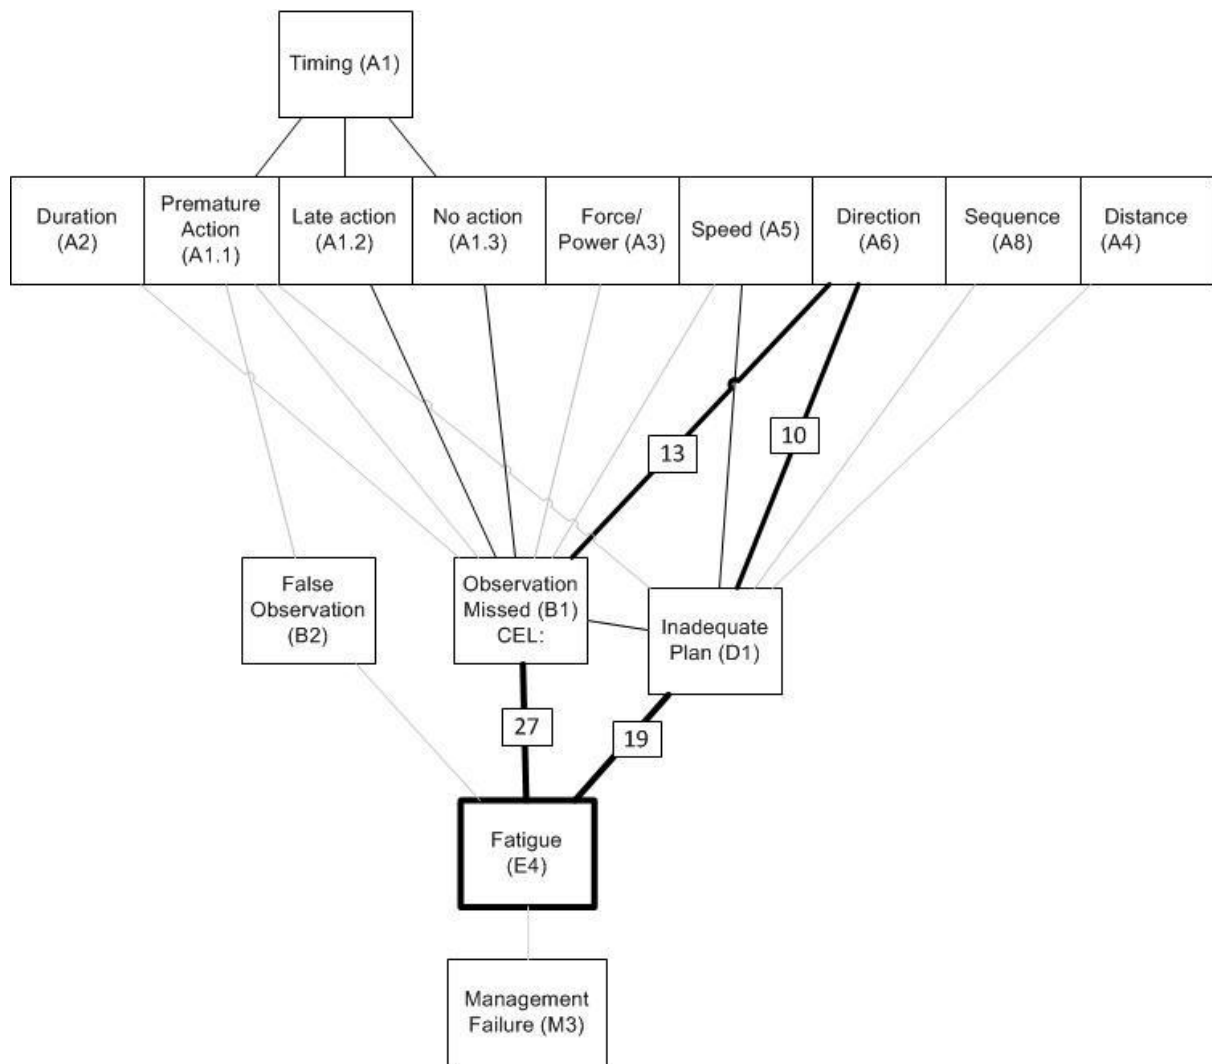 Timing (A1)
Duration
(A2)
Premature
Action
(A1.1)
Late action
(A1.2)
No action
(A1.3)
Force/
Power (A3)
Speed (A5)
Direction
(A6)
Sequence
(A8)
Distance
(A4)
13
10
False
Observation
(B2)
Observation
Missed (B1)
CEL:
Inadequate
Plan (D1)
27
19
Fatigue
(E4)
Management
Failure (M3)